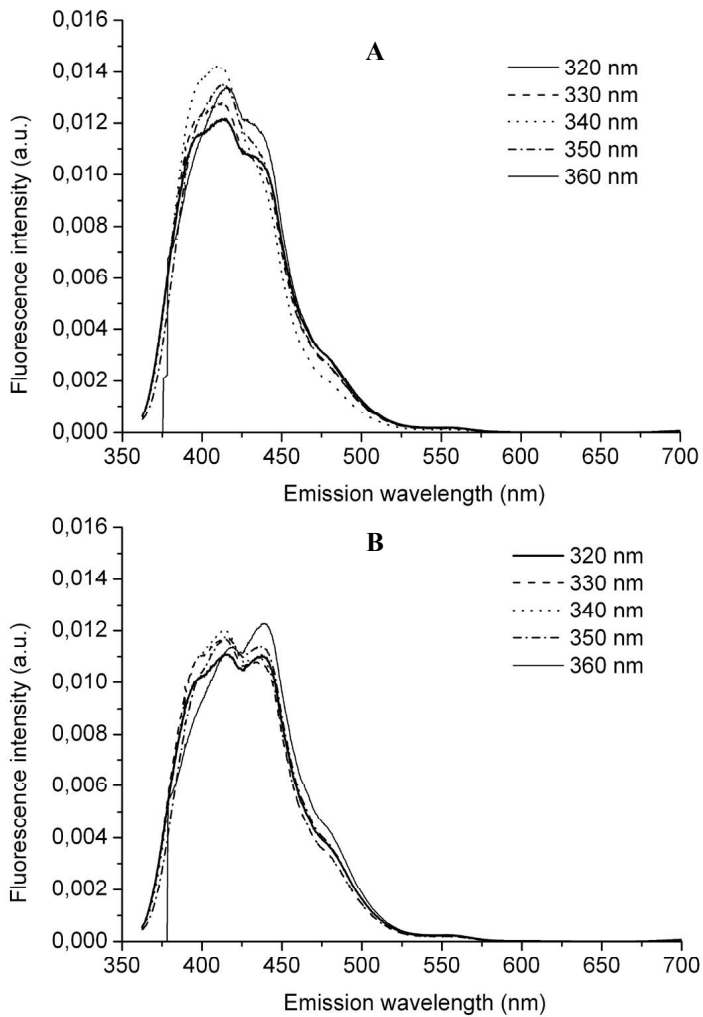 A
Fluorescence intensity (a.u.)
0,016
0,014
0,012
0,010
0,008
0,006
0,004
0,002
0,000
320 nm
330 nm
340 nm
350 nm
360 nm
350 400 450 500 550 600 650 700
Emission wavelength (nm)
B
Fluorescence intensity (a.u.)
0,016
0,014
0,012
0,010
0,008
0,006
0,004
0,002
0,000
320 nm
330 nm
340 nm
350 nm
360 nm
350 400 450 500 550 600 650 700
Emission wavelength (nm)